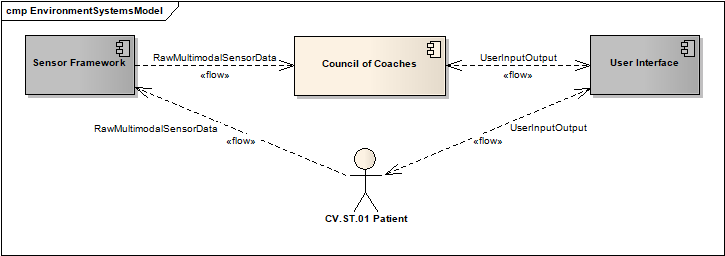 cmp EnvironmentSystemsModel
Sensor Framework
RawMultimodalSensorData
«flow»
Council of Coaches
UserInputOutput
«flow»
User Interface
RawMultimodalSensorData
«flow»
UserInputOutput
«flow»
CV.ST.01 Patient